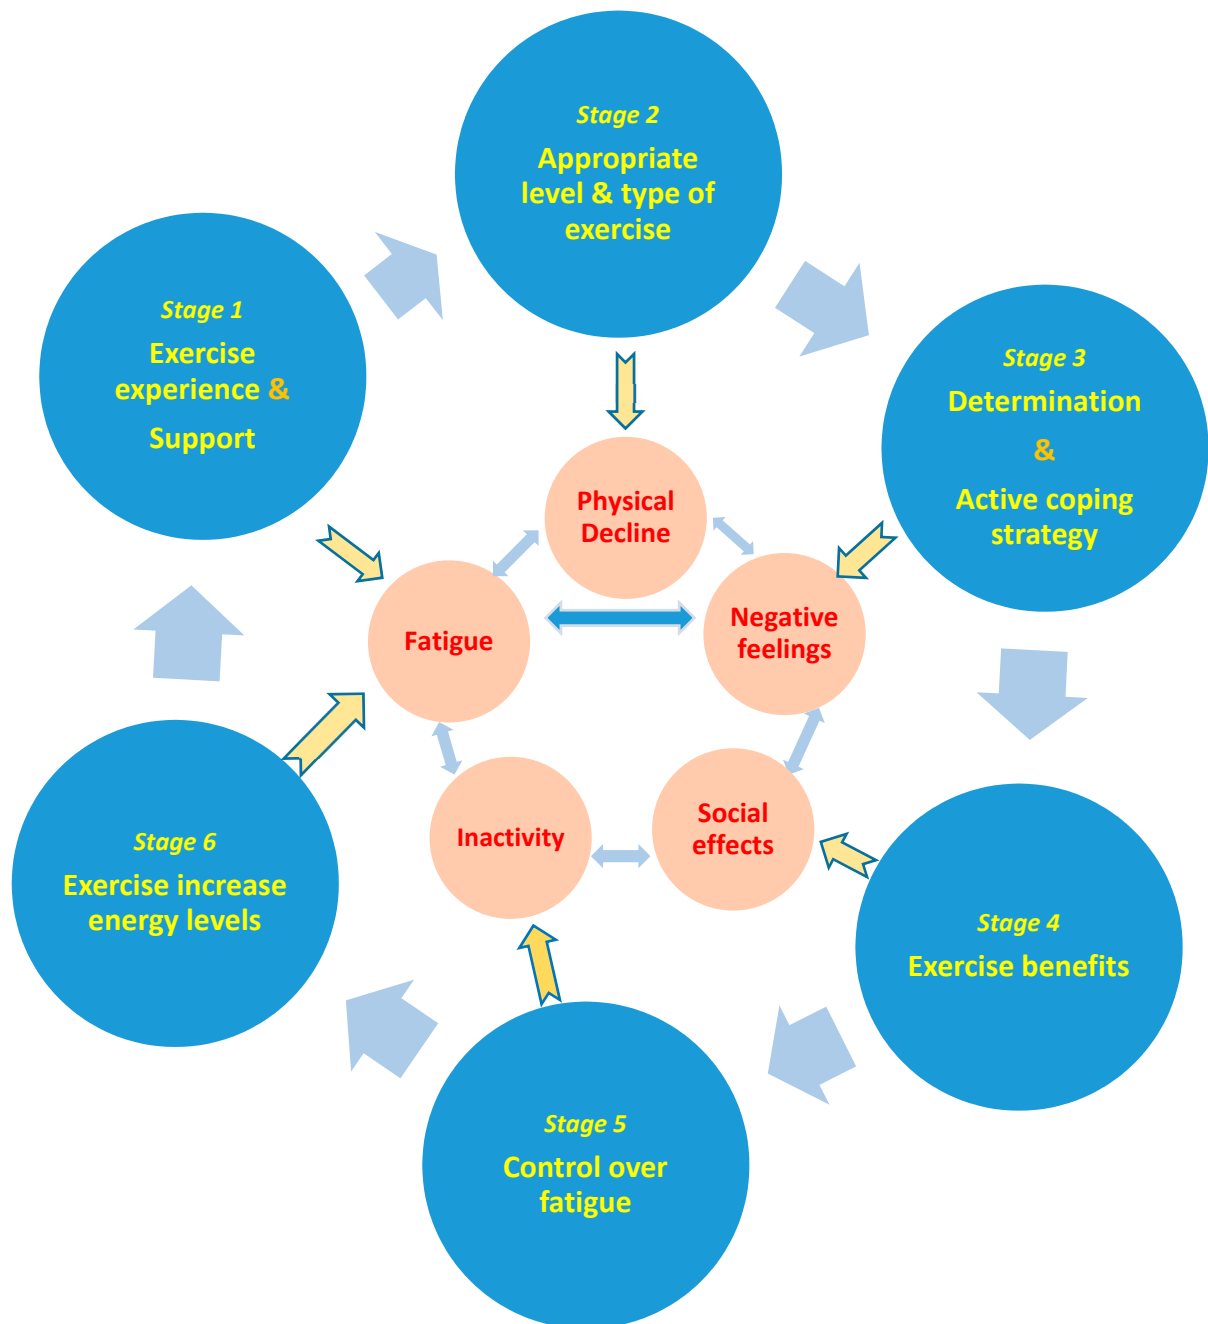 Stage 2
Appropriate
level & type of
exercise
Stage 1
Exercise
experience &
Support
Stage 3
Determination
&
Active coping
strategy
Physical
Decline
Fatigue
Negative
feelings
Inactivity
Social
effects
Stage 6
Exercise increase
energy levels
Stage 4
Exercise benefits
Stage 5
Control over
fatigue